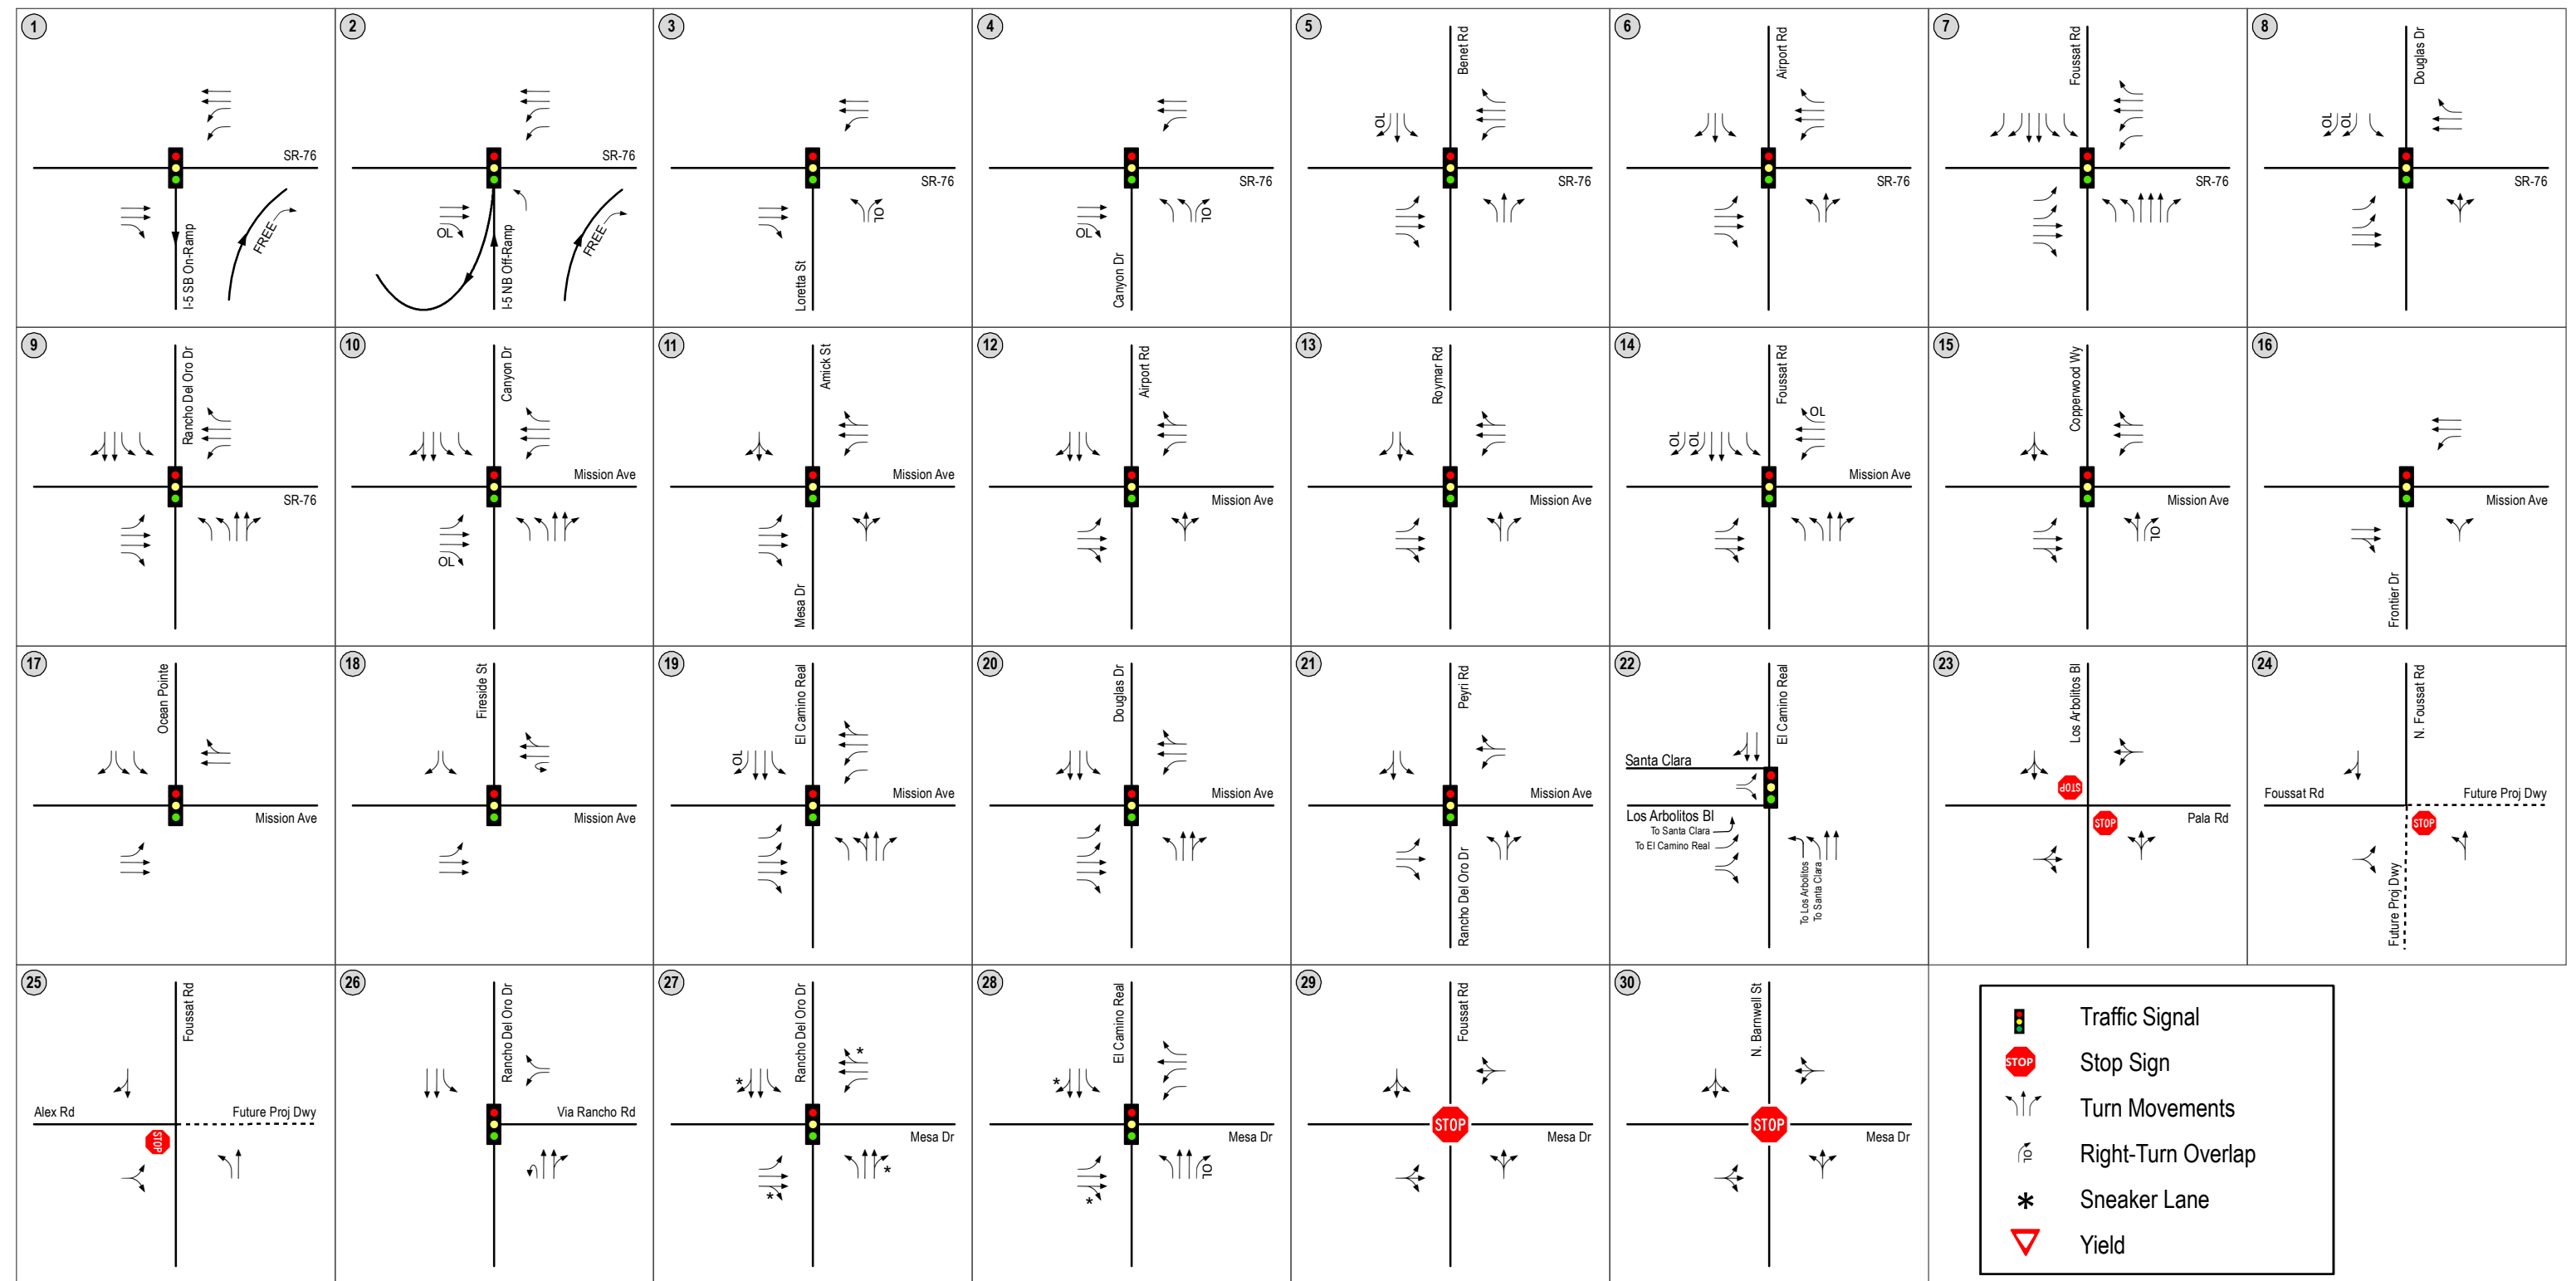 1
SR-76
I-5 SB On-Ramp
FREE
2
SR-76
OL
I-5 NB Off-Ramp
FREE
3
SR-76
OL
Loretta St
4
SR-76
OL
OL
Canyon Dr
5
Benet Rd
OL
SR-76
6
Airport Rd
SR-76
7
Foussat Rd
SR-76
8
Douglas Dr
OL
OL
SR-76
9
Rancho Del Oro Dr
SR-76
10
Canyon Dr
Mission Ave
OL
11
Amick St
Mission Ave
Mesa Dr
12
Airport Rd
Mission Ave
13
Roymar Rd
Mission Ave
14
Foussat Rd
OL
OL
OL
Mission Ave
15
Copperwood Wy
Mission Ave
OL
16
Mission Ave
Frontier Dr
17
Ocean Pointe
Mission Ave
18
Fireside St
Mission Ave
19
El Camino Real
OL
Mission Ave
20
Douglas Dr
Mission Ave
21
Peyri Rd
Mission Ave
Rancho Del Oro Dr
22
El Camino Real
Santa Clara
Los Arbolitos Bl
To Santa Clara
To El Camino Real
To Los Arbolitos
To Santa Clara
23
Los Arbolitos Bl
STOP
STOP
Pala Rd
24
N. Foussat Rd
Foussat Rd
Future Proj Dwy
STOP
Future Proj Dwy
25
Foussat Rd
Alex Rd
Future Proj Dwy
STOP
26
Rancho Del Oro Dr
Via Rancho Rd
27
Rancho Del Oro Dr
*
*
Mesa Dr
*
*
28
El Camino Real
*
Mesa Dr
*
OL
29
Foussat Rd
STOP
Mesa Dr
30
N. Barnwell St
STOP
Mesa Dr
Traffic Signal
STOP
Stop Sign
Turn Movements
OL
Right-Turn Overlap
*
Sneaker Lane
Yield